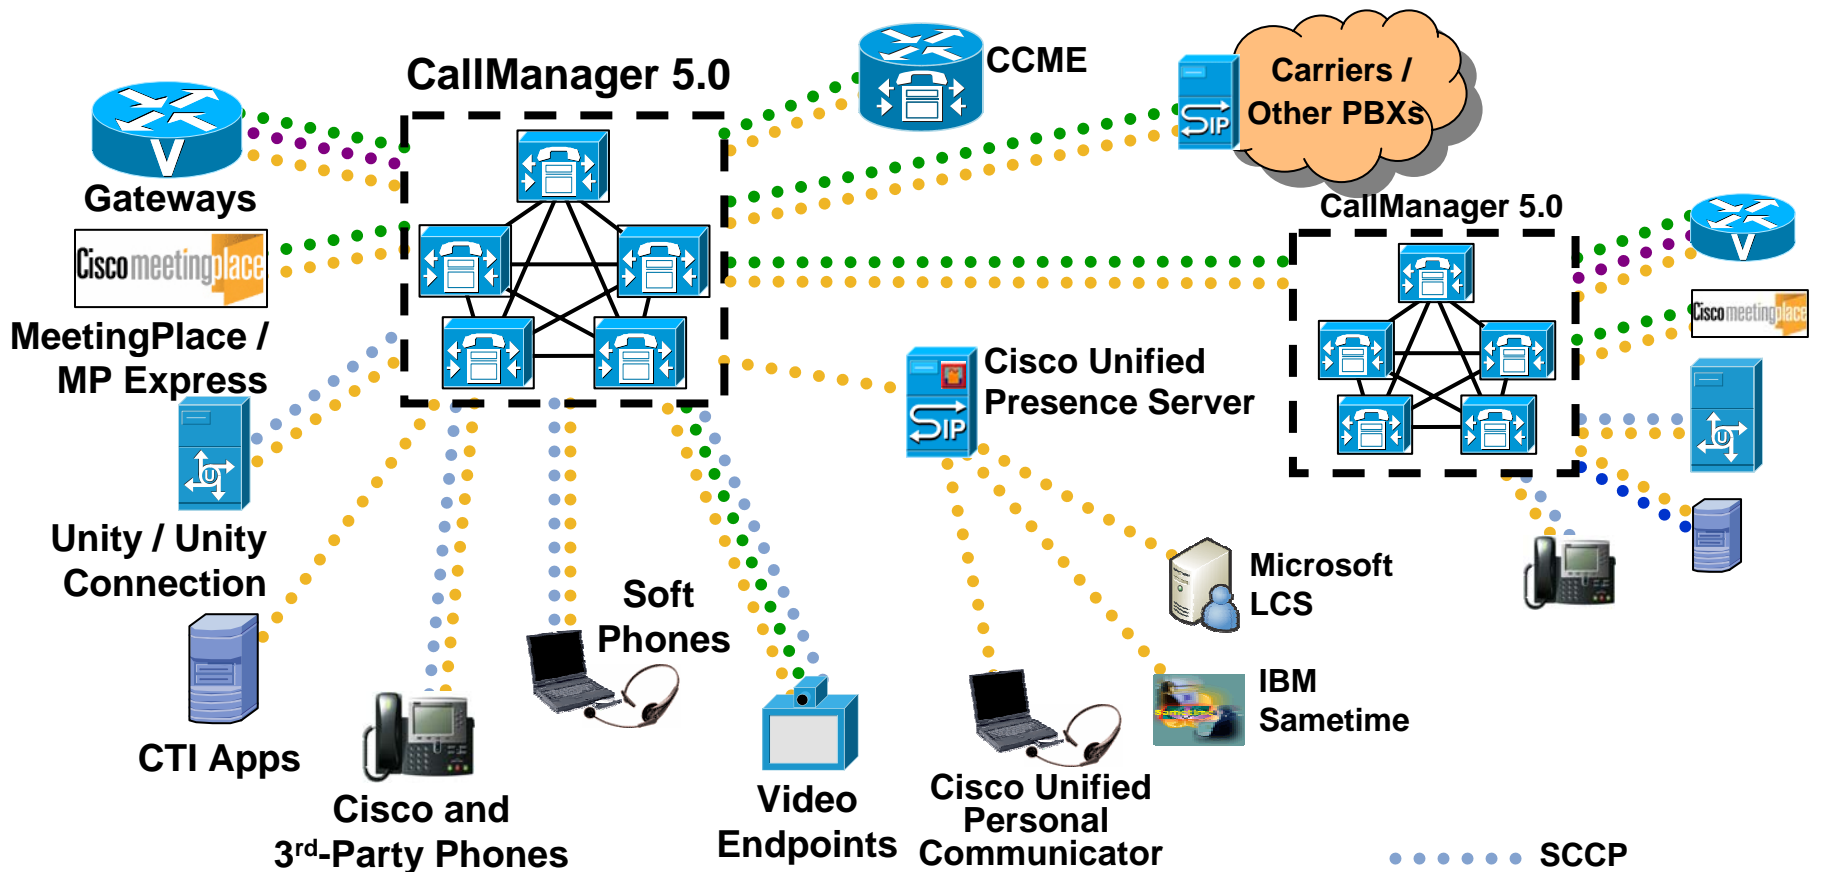 CallManager 5.0
CCME
Carriers /
Other PBXs
SIP
V
Gateways
CallManager 5.0
V
Cisco meetingplace
MeetingPlace /
MP Express
Cisco meetingplace
Cisco Unified
Presence Server
SIP
U
U
Unity / Unity
Connection
Soft
Phones
Microsoft
LCS
IBM
Sametime
Sametime
CTI Apps
Cisco and
3rd-Party Phones
Video
Endpoints
Cisco Unified
Personal
Communicator
SCCP